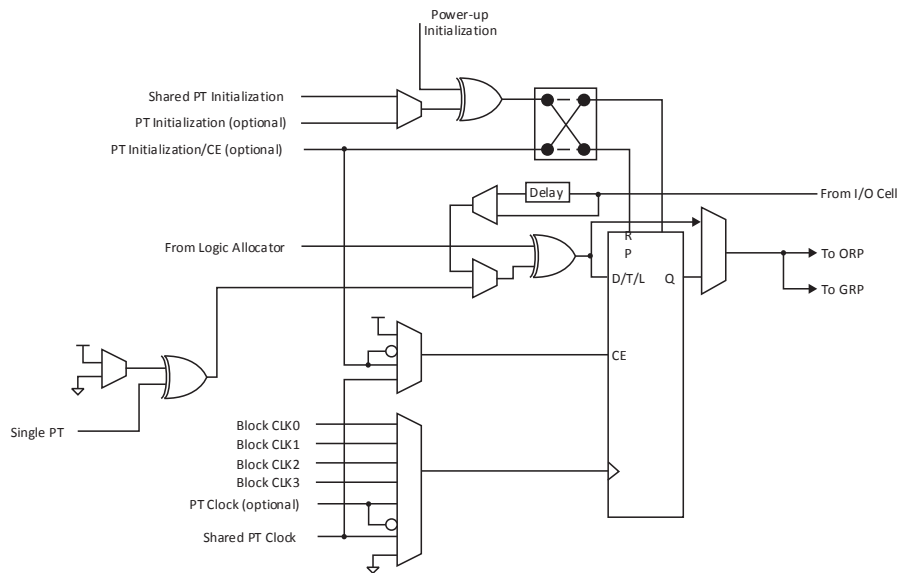 Power-up
Initialization
Shared PT Initialization
PT Initialization (optional)
PT Initialization/CE (optional)
Delay
From I/O Cell
From Logic Allocator
R
P
To ORP
D/T/L
Q
To GRP
CE
Single PT
Block CLK0
Block CLK1
Block CLK2
Block CLK3
PT Clock (optional)
Shared PT Clock